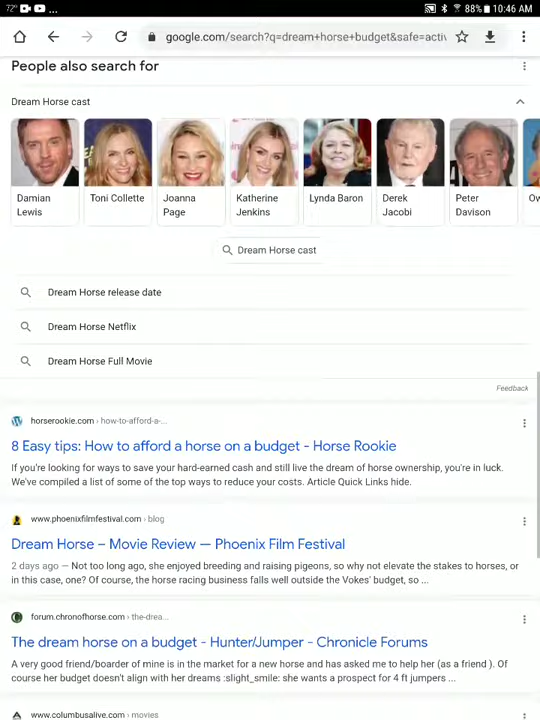 72°
...
88%
10:46 AM
google.com/search?q=dream+horse+budget&safe=activ
People also search for
Dream Horse cast
Damian Lewis
Toni Collette
Joanna Page
Katherine Jenkins
Lynda Baron
Derek Jacobi
Peter Davison
Ow
Dream Horse cast
Dream Horse release date
Dream Horse Netflix
Dream Horse Full Movie
Feedback
horserookie.com › how-to-afford-a-...
8 Easy tips: How to afford a horse on a budget - Horse Rookie
If you're looking for ways to save your hard-earned cash and still live the dream of horse ownership, you're in luck.
We've compiled a list of some of the top ways to reduce your costs. Article Quick Links hide.
www.phoenixfilmfestival.com › blog
Dream Horse – Movie Review — Phoenix Film Festival
2 days ago — Not too long ago, she enjoyed breeding and raising pigeons, so why not elevate the stakes to horses, or
in this case, one? Of course, the horse racing business falls well outside the Vokes' budget, so ...
forum.chronofhorse.com › the-drea...
The dream horse on a budget - Hunter/Jumper - Chronicle Forums
A very good friend/boarder of mine is in the market for a new horse and has asked me to help her (as a friend ). Of
course her budget doesn't align with her dreams :slight_smile: she wants a prospect for 4 ft jumpers ...
www.columbusalive.com › movies